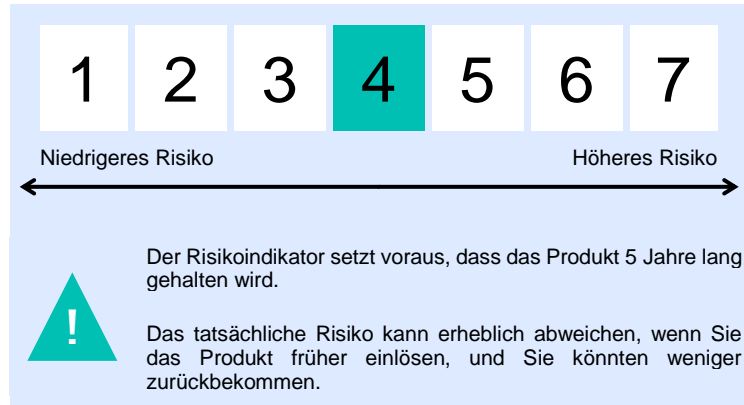 1 2 3 4 5 6 7
Niedrigeres Risiko Höheres Risiko
Der Risikoindikator setzt voraus, dass das Produkt 5 Jahre lang
gehalten wird.
!
Das tatsächliche Risiko kann erheblich abweichen, wenn Sie
das Produkt früher einlösen, und Sie könnten weniger
zurückbekommen.